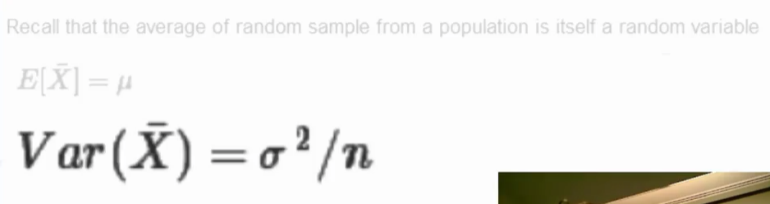 Recall that the average of random sample from a population is itself a random variable
E[X̄] = μ
Var(X̄) = σ²/n